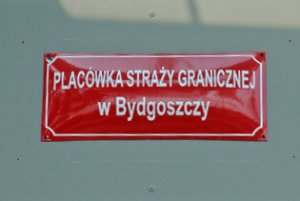 PLACÓWKA STRAŻY GRANICZNEJ
w Bydgoszczy